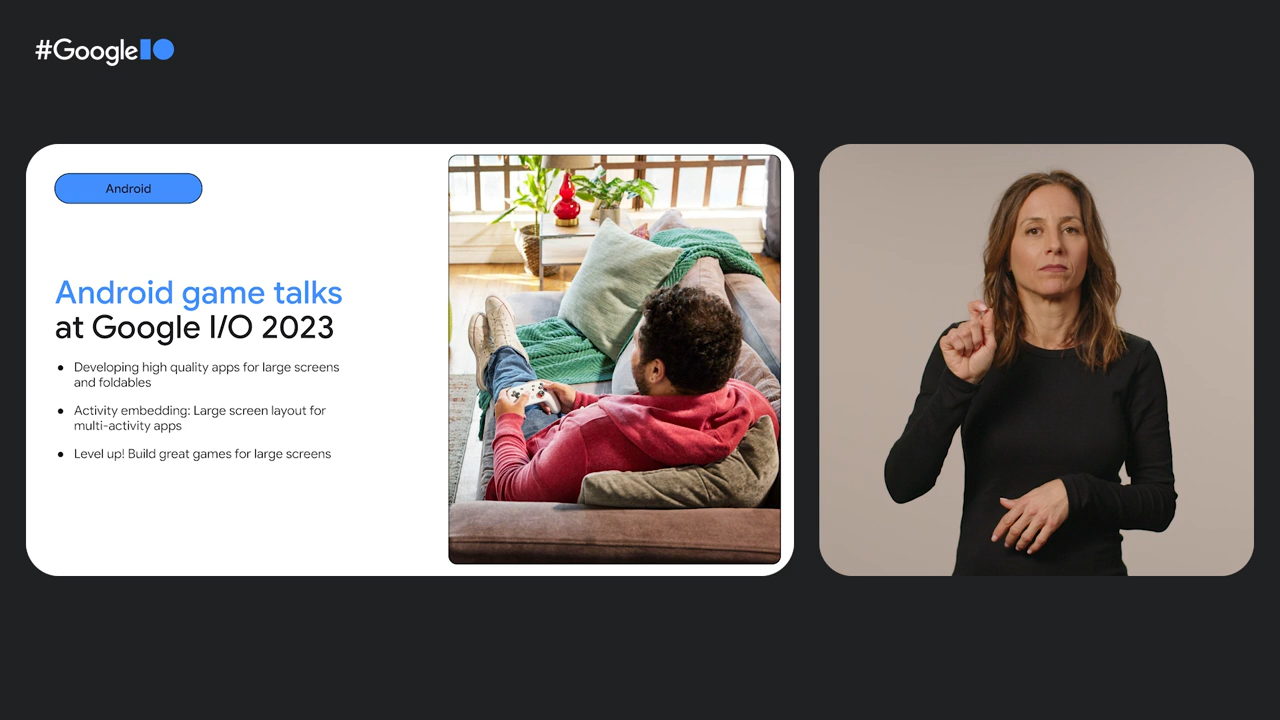 #GoogleIO
Android
Android game talks
at Google I/O 2023
• Developing high quality apps for large screens
and foldables
• Activity embedding: Large screen layout for
multi-activity apps
• Level up! Build great games for large screens